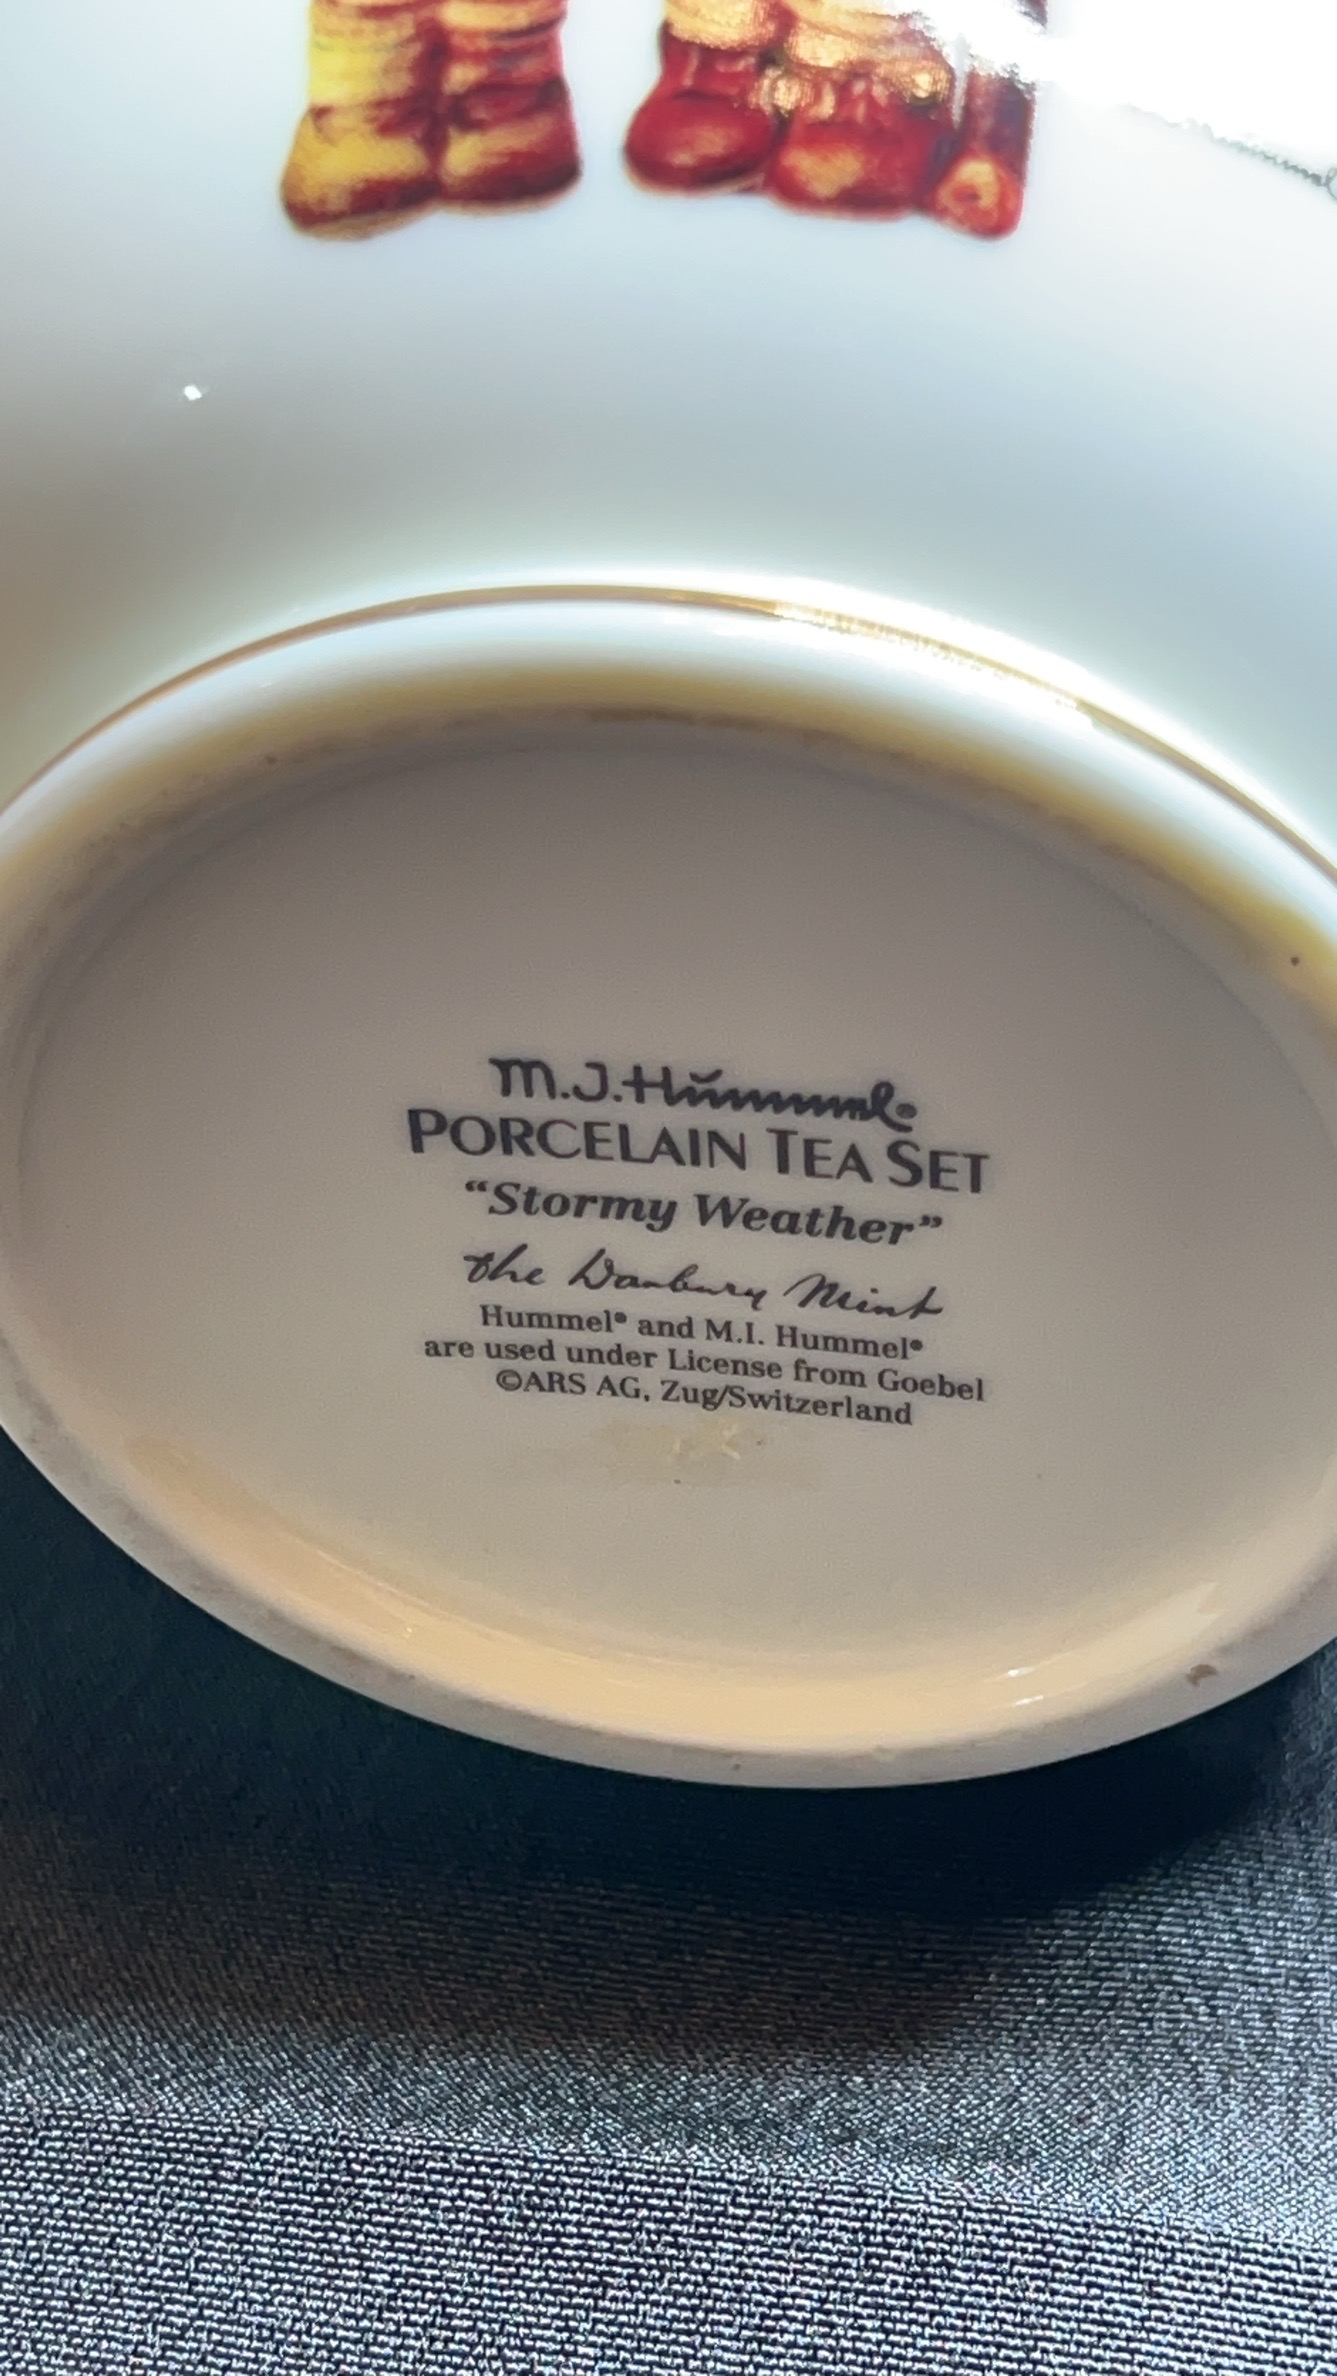 M.J.Hummel®
PORCELAIN TEA SET
“Stormy Weather”
the Danbury Mint
Hummel® and M.I. Hummel®
are used under License from Goebel
©ARS AG, Zug/Switzerland